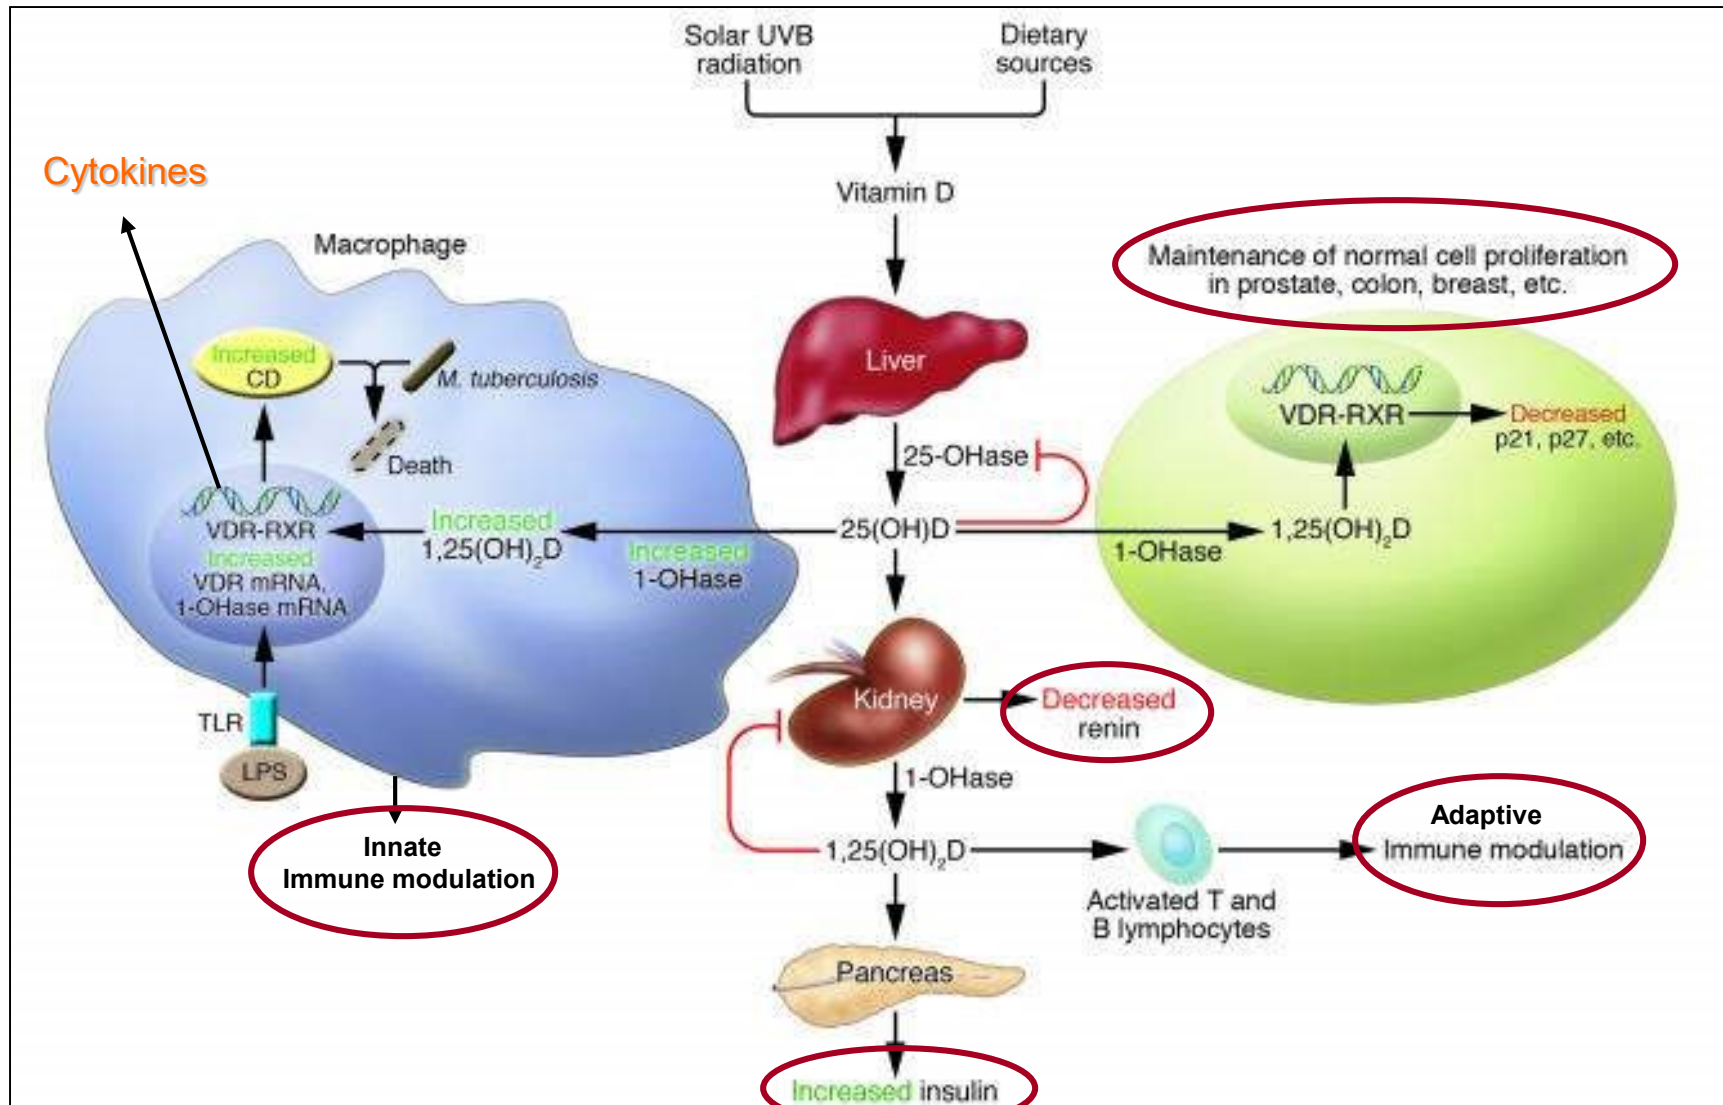 Solar UVB
radiation
Dietary
sources
Vitamin D
Cytokines
Macrophage
Increased
CD
M. tuberculosis
Death
VDR-RXR
Increased
VDR mRNA,
1-OHase mRNA
Increased
1,25(OH)₂D
Increased
1-OHase
TLR
LPS
Innate
Immune modulation
Liver
25-OHase
25(OH)D
Kidney
Decreased
renin
1-OHase
1,25(OH)₂D
Activated T and
B lymphocytes
Adaptive
Immune modulation
Pancreas
Increased insulin
Maintenance of normal cell proliferation
in prostate, colon, breast, etc.
VDR-RXR
Decreased
p21, p27, etc.
1-OHase
1,25(OH)₂D